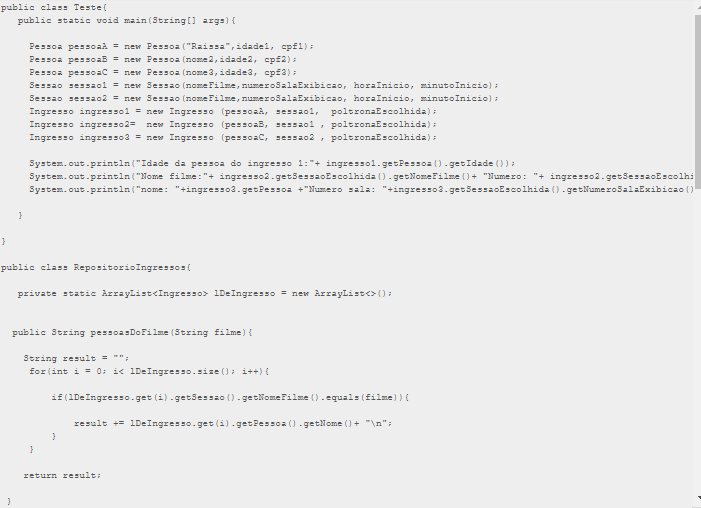 public class Teste{
public static void main(String[] args){
Pessoa pessoaA = new Pessoa("Raissa",idade1, cpf1);
Pessoa pessoaB = new Pessoa(nome2,idade2, cpf2);
Pessoa pessoaC = new Pessoa(nome3,idade3, cpf3);
Sessao sessao1 = new Sessao(nomeFilme,numeroSalaExibicao, horaInicio, minutoInicio);
Sessao sessao2 = new Sessao(nomeFilme,numeroSalaExibicao, horaInicio, minutoInicio);
Ingresso ingresso1 = new Ingresso (pessoaA, sessao1,  poltronaEscolhida);
Ingresso ingresso2=  new Ingresso (pessoaB, sessao1 , poltronaEscolhida);
Ingresso ingresso3 = new Ingresso (pessoaC, sessao2 , poltronaEscolhida);
System.out.println("Idade da pessoa do ingresso 1:"+ ingresso1.getPessoa().getIdade());
System.out.println("Nome filme:"+ ingresso2.getSessaoEscolhida().getNomeFilme()+ "Numero: "+ ingresso2.getSessaoEscolhi
System.out.println("nome: "+ingresso3.getPessoa +"Numero sala: "+ingresso3.getSessaoEscolhida().getNumeroSalaExibicao()
}
}
public class RepositorioIngressos{
private static ArrayList<Ingresso> lDeIngresso = new ArrayList<>();
public String pessoasDoFilme(String filme){
String result = "";
for(int i = 0; i< lDeIngresso.size(); i++){
if(lDeIngresso.get(i).getSessao().getNomeFilme().equals(filme)){
result += lDeIngresso.get(i).getPessoa().getNome()+ "\n";
}
}
return result;
}